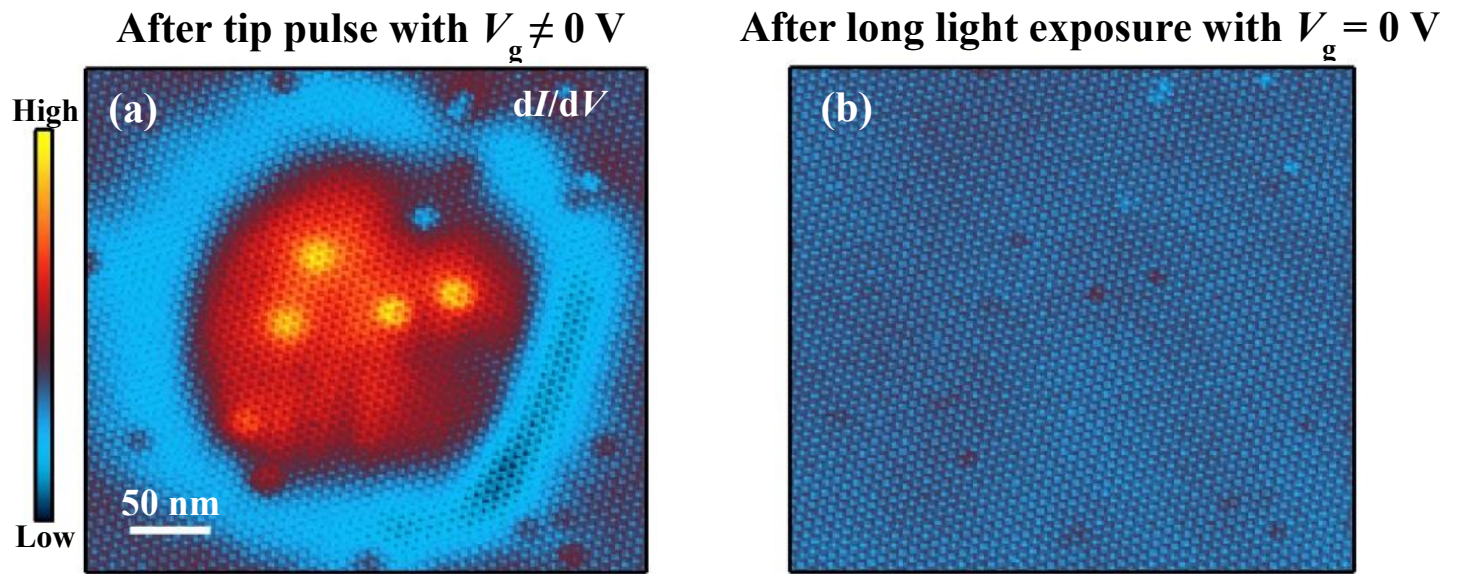 After tip pulse with Vg ≠ 0 V
After long light exposure with Vg = 0 V
High
(a)
dI/dV
(b)
50 nm
Low